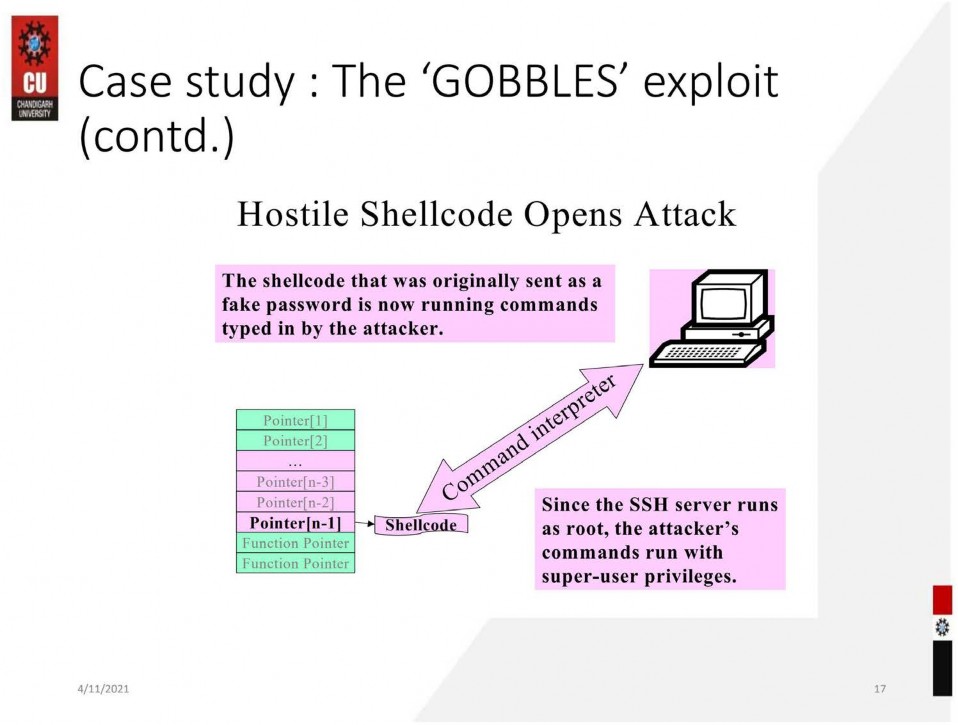 CU
CHANDIGARH
UNIVERSITY
Case study : The ‘GOBBLES’ exploit
(contd.)
Hostile Shellcode Opens Attack
The shellcode that was originally sent as a
fake password is now running commands
typed in by the attacker.
Command interpreter
Pointer[1]
Pointer[2]
…
Pointer[n-3]
Pointer[n-2]
Pointer[n-1]
Shellcode
Function Pointer
Function Pointer
Since the SSH server runs
as root, the attacker’s
commands run with
super-user privileges.
4/11/2021
17